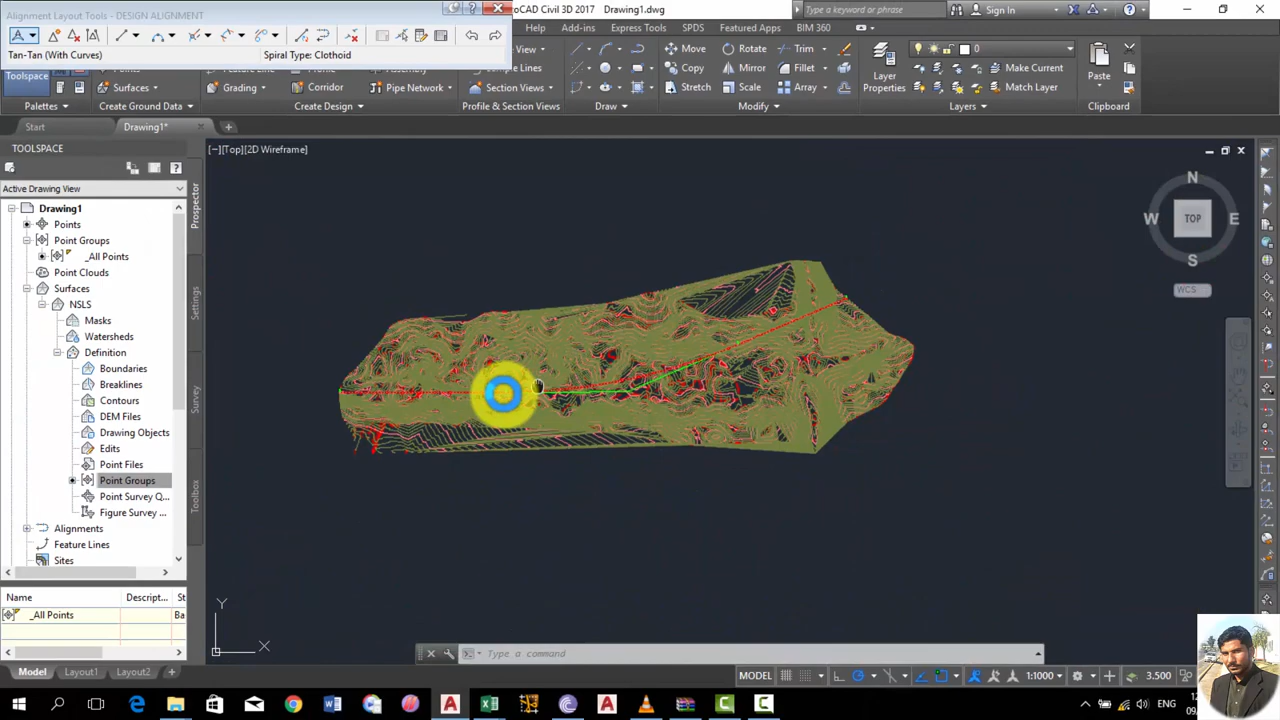 Alignment Layout Tools - DESIGN ALIGNMENT
oCAD Civil 3D 2017 Drawing1.dwg
Type a keyword or phrase
Sign In
Tan-Tan (With Curves)
Spiral Type: Clothoid
Help
Add-ins
Express Tools
Featured Apps
BIM 360
Move
Rotate
Trim
Copy
Mirror
Fillet
Stretch
Scale
Array
Toolspace
Surfaces
Grading
Corridor
Pipe Network
Section Views
Layer
Properties
0
Make Current
Match Layer
Paste
Palettes
Create Ground Data
Create Design
Profile & Section Views
Draw
Modify
Layers
Clipboard
Start
Drawing1*
TOOLSPACE
Active Drawing View
Drawing1
Points
Point Groups
_All Points
Point Clouds
Surfaces
NSLS
Masks
Watersheds
Definition
Boundaries
Breaklines
Contours
DEM Files
Drawing Objects
Edits
Point Files
Point Groups
Point Survey Q...
Figure Survey ...
Alignments
Feature Lines
Sites
Prospector
Settings
Survey
Toolbox
[−][Top][2D Wireframe]
N
W
TOP
E
S
WCS
Name
Descript...
St
_All Points
Ba
Y
X
Type a command
Model
Layout1
Layout2
MODEL
1:1000
3.500
ENG